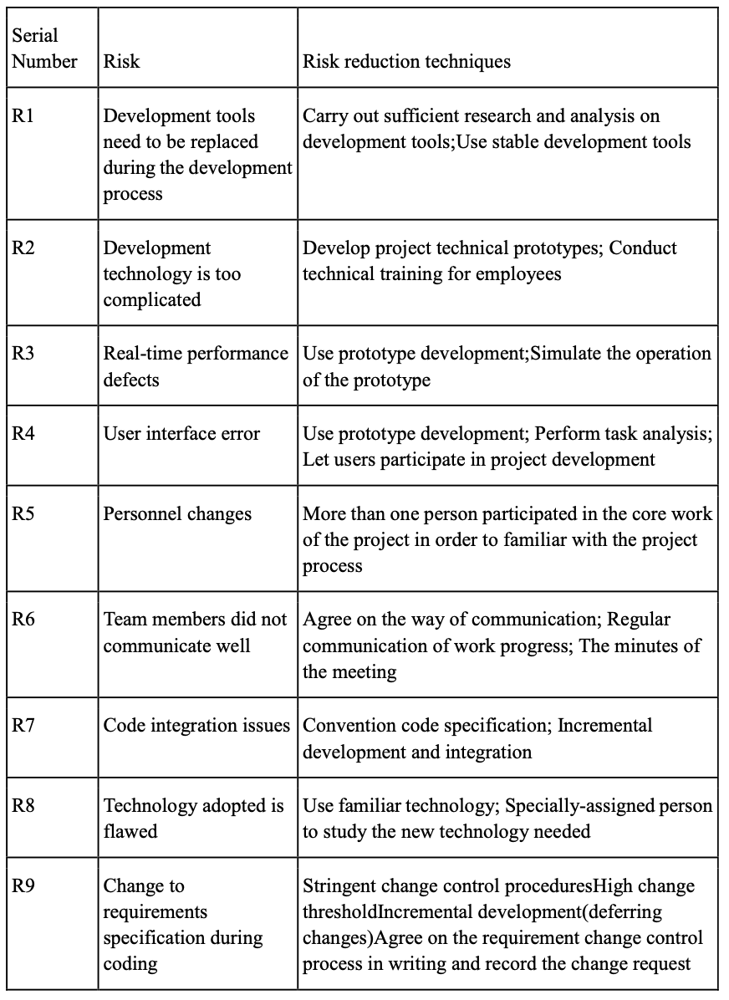 Serial
Number
Risk
Risk reduction techniques
R1
Development tools
need to be replaced
during the development
process
Carry out sufficient research and analysis on
development tools;Use stable development tools
R2
Development
technology is too
complicated
Develop project technical prototypes; Conduct
technical training for employees
R3
Real-time performance
defects
Use prototype development;Simulate the operation
of the prototype
R4
User interface error
Use prototype development; Perform task analysis;
Let users participate in project development
R5
Personnel changes
More than one person participated in the core work
of the project in order to familiar with the project
process
R6
Team members did not
communicate well
Agree on the way of communication; Regular
communication of work progress; The minutes of
the meeting
R7
Code integration issues
Convention code specification; Incremental
development and integration
R8
Technology adopted is
flawed
Use familiar technology; Specially-assigned person
to study the new technology needed
R9
Change to
requirements
specification during
coding
Stringent change control proceduresHigh change
thresholdIncremental development(deferring
changes)Agree on the requirement change control
process in writing and record the change request